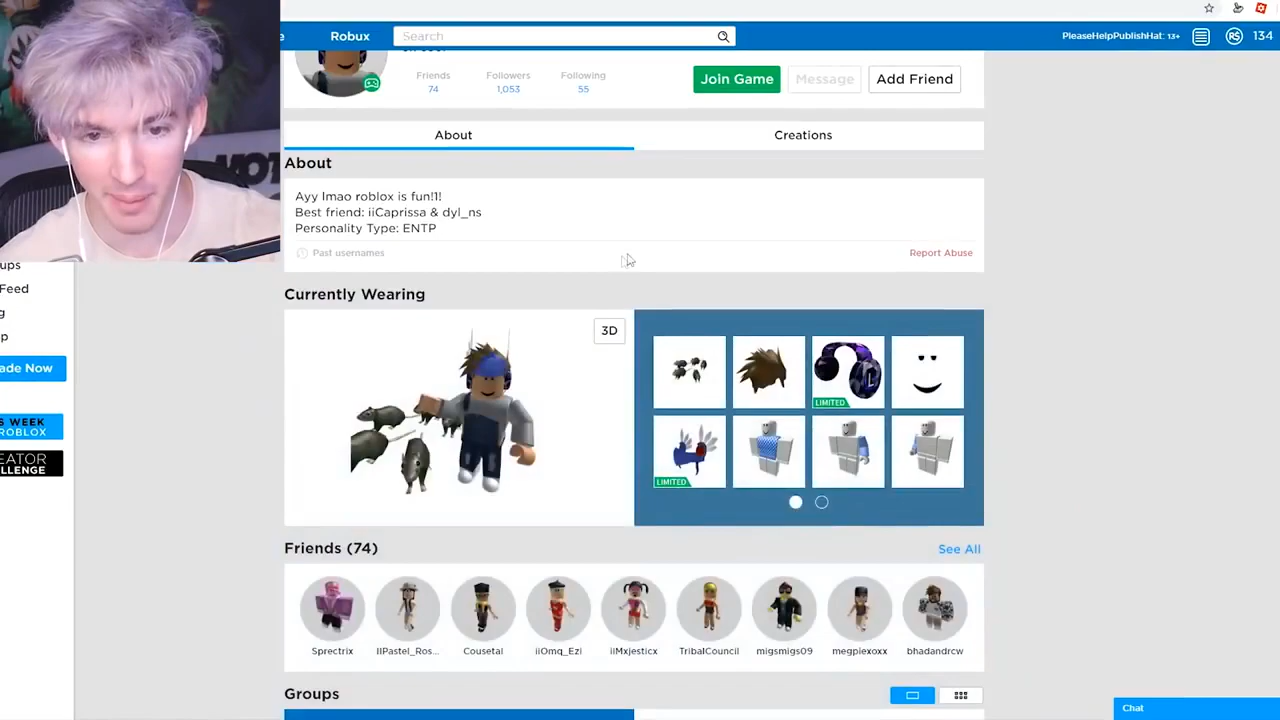 Robux
Search
PleaseHelpPublishHat: 13+
134
Friends
74
Followers
1,053
Following
55
Join Game
Message
Add Friend
About
Creations
About
Ayy lmao roblox is fun!1!
Best friend: iiCaprissa & dyl_ns
Personality Type: ENTP
Past usernames
Report Abuse
Currently Wearing
3D
LIMITED
LIMITED
ups
Feed
g
p
ade Now
S WEEK
ROBLOX
EATOR
LLENGE
Friends (74)
See All
Sprectrix
IIPastel_Ros...
Cousetal
iiOmq_Ezi
iiMxjesticx
TribalCouncil
migsmigs09
megpiexoxx
bhadandrcw
Groups
Chat